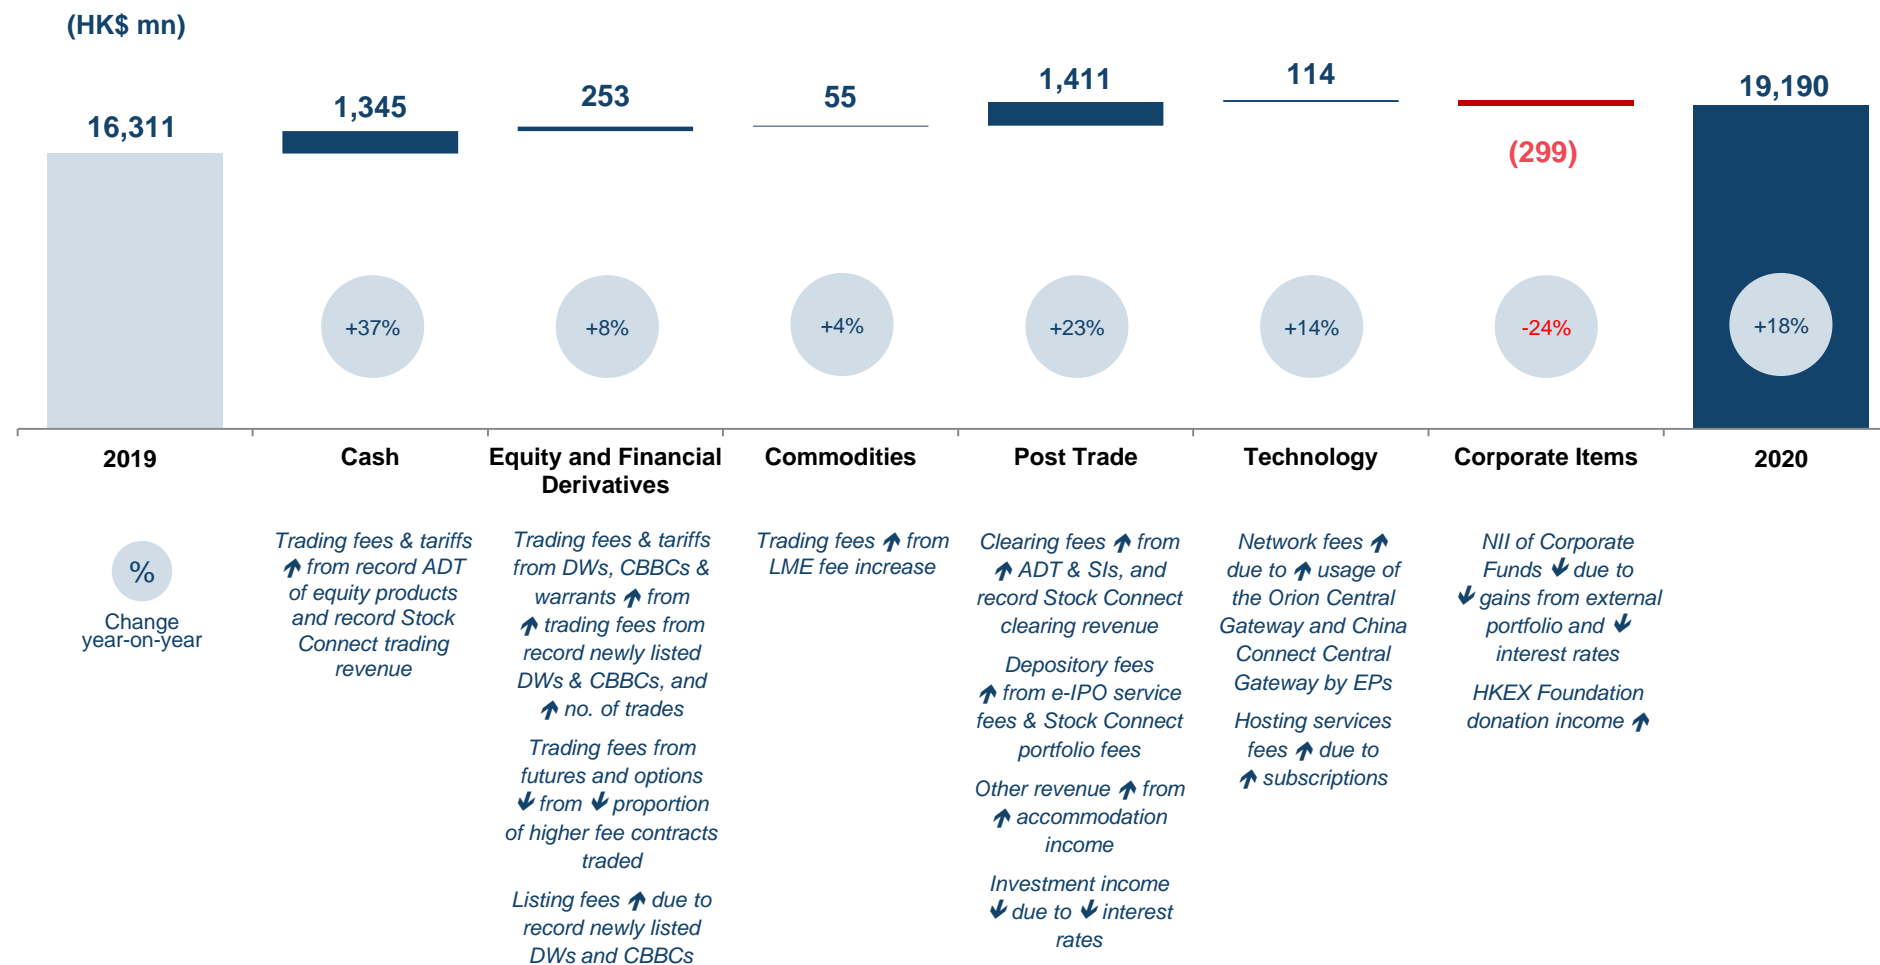 (HK$ mn)
16,311
1,345
253
55
1,411
114
(299)
19,190
+37%
+8%
+4%
+23%
+14%
-24%
+18%
2019
Cash
Equity and Financial
Derivatives
Commodities
Post Trade
Technology
Corporate Items
2020
%
Change
year-on-year
Trading fees & tariffs
↑ from record ADT
of equity products
and record Stock
Connect trading
revenue
Trading fees & tariffs
from DWs, CBBCs &
warrants ↑ from
↑ trading fees from
record newly listed
DWs & CBBCs, and
↑ no. of trades
Trading fees from
futures and options
↓ from ↓ proportion
of higher fee contracts
traded
Listing fees ↑ due to
record newly listed
DWs and CBBCs
Trading fees ↑ from
LME fee increase
Clearing fees ↑ from
↑ ADT & SIs, and
record Stock Connect
clearing revenue
Depository fees
↑ from e-IPO service
fees & Stock Connect
portfolio fees
Other revenue ↑ from
↑ accommodation
income
Investment income
↓ due to ↓ interest
rates
Network fees ↑
due to ↑ usage of
the Orion Central
Gateway and China
Connect Central
Gateway by EPs
Hosting services
fees ↑ due to
↑ subscriptions
NII of Corporate
Funds ↓ due to
↓ gains from external
portfolio and ↓
interest rates
HKEX Foundation
donation income ↑